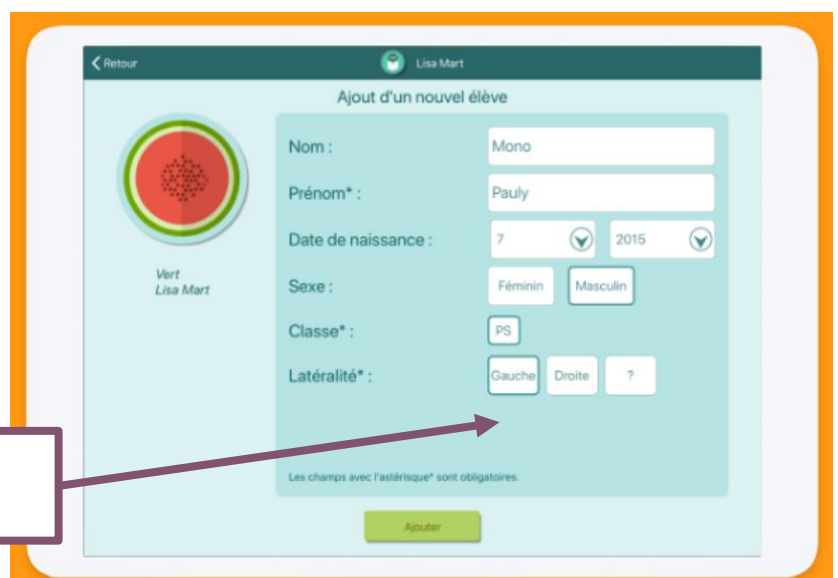 Retour
Lisa Mart
Ajout d'un nouvel élève
Nom :
Mono
Prénom* :
Pauly
Date de naissance :
7
2015
Vert
Lisa Mart
Sexe :
Féminin
Masculin
Classe* :
PS
Latéralité* :
Gauche
Droite
?
Les champs avec l'astérisque* sont obligatoires.
Ajouter